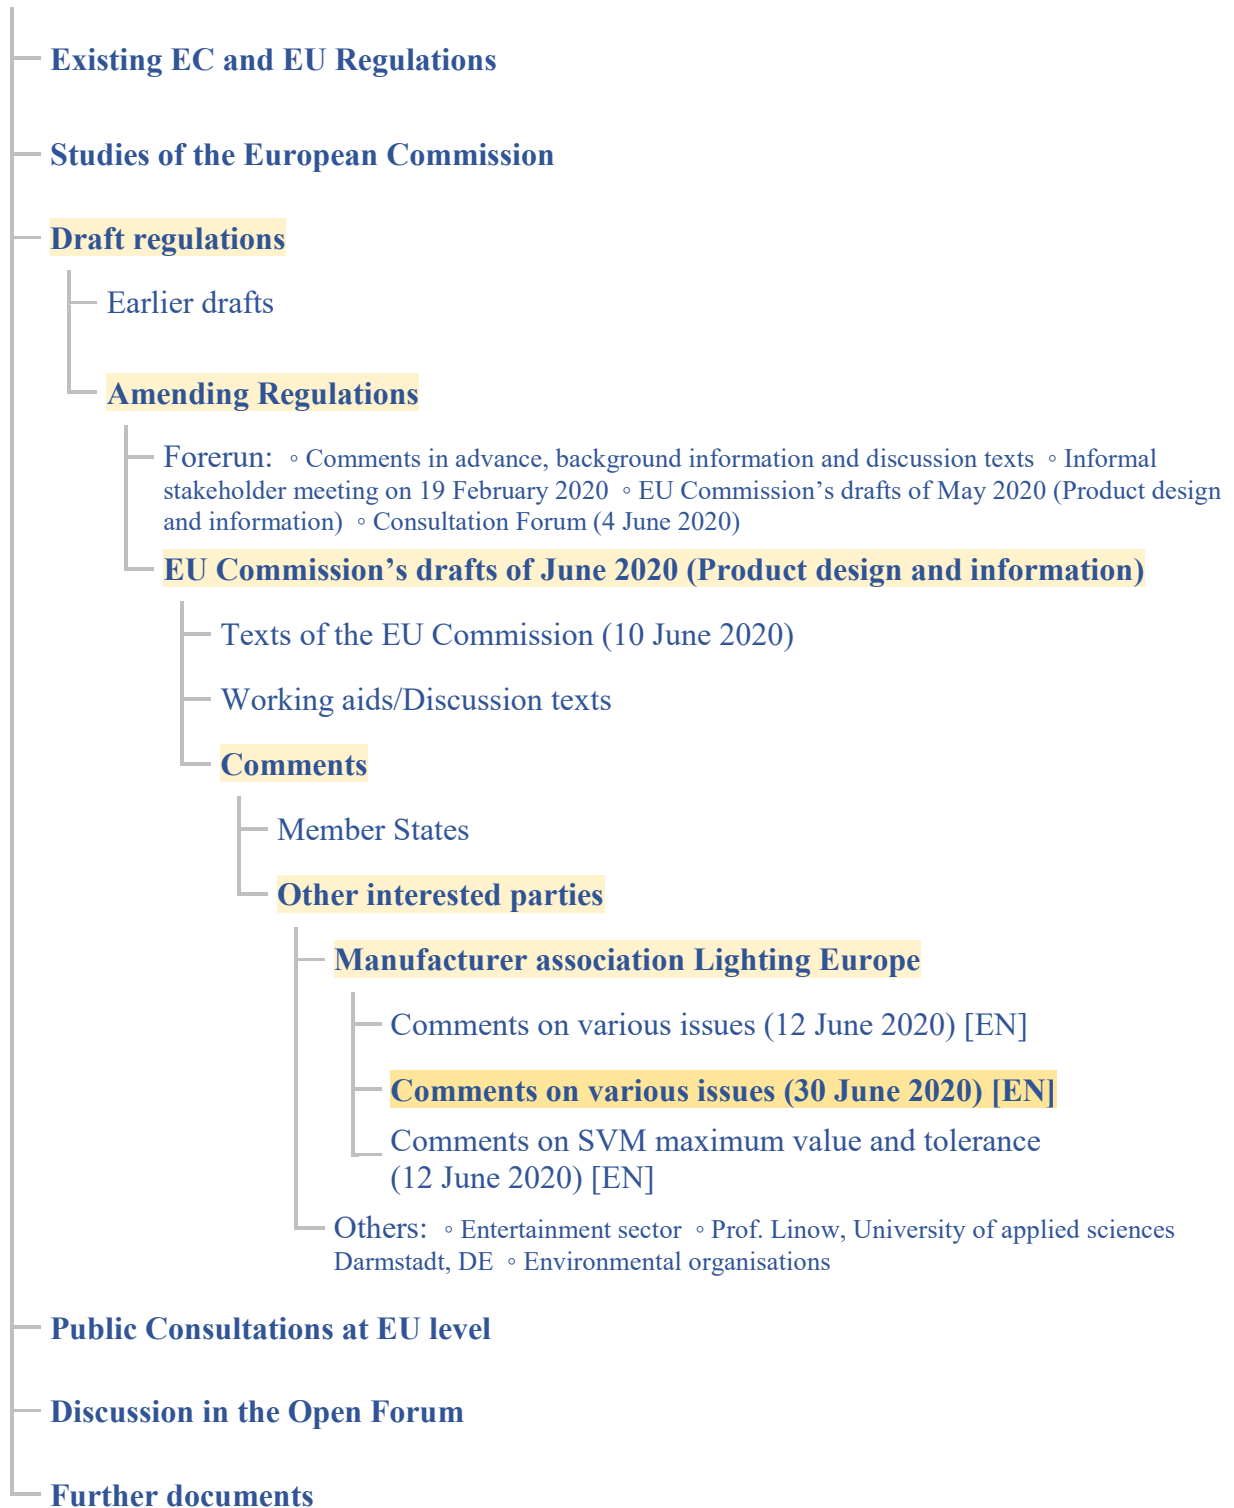 Existing EC and EU Regulations
Studies of the European Commission
Draft regulations
Earlier drafts
Amending Regulations
Forerun: ◦ Comments in advance, background information and discussion texts ◦ Informal
stakeholder meeting on 19 February 2020 ◦ EU Commission’s drafts of May 2020 (Product design
and information) ◦ Consultation Forum (4 June 2020)
EU Commission’s drafts of June 2020 (Product design and information)
Texts of the EU Commission (10 June 2020)
Working aids/Discussion texts
Comments
Member States
Other interested parties
Manufacturer association Lighting Europe
Comments on various issues (12 June 2020) [EN]
Comments on various issues (30 June 2020) [EN]
Comments on SVM maximum value and tolerance
(12 June 2020) [EN]
Others: ◦ Entertainment sector ◦ Prof. Linow, University of applied sciences
Darmstadt, DE ◦ Environmental organisations
Public Consultations at EU level
Discussion in the Open Forum
Further documents